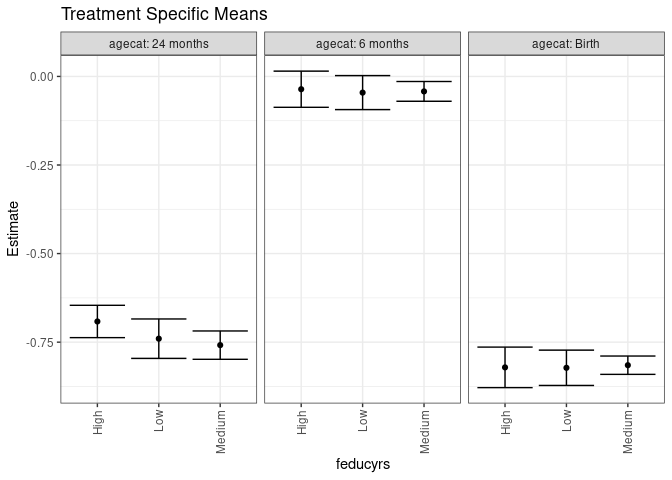 Treatment Specific Means
agecat: 24 months
agecat: 6 months
agecat: Birth
0.00
-0.25
-0.50
-0.75
Estimate
High
Low
Medium
High
Low
Medium
High
Low
Medium
feducyrs